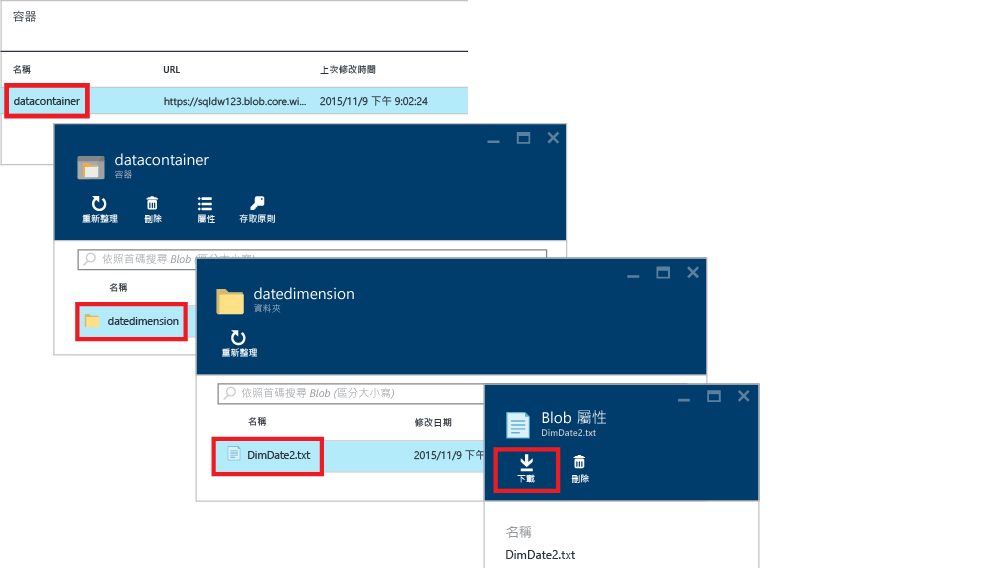 容器
名稱 URL 上次修改時間
datacontainer https://sqldw123.blob.core.wi... 2015/11/9 下午 9:02:24
datacontainer
容器
重新整理 刪除 屬性 存取原則
依照首碼搜尋 Blob (區分大小寫)
名稱
datedimension
datedimension
資料夾
重新整理
依照首碼搜尋 Blob (區分大小寫)
名稱 修改日期
DimDate2.txt 2015/11/9 下午
Blob 屬性
DimDate2.txt
下載 刪除
名稱
DimDate2.txt